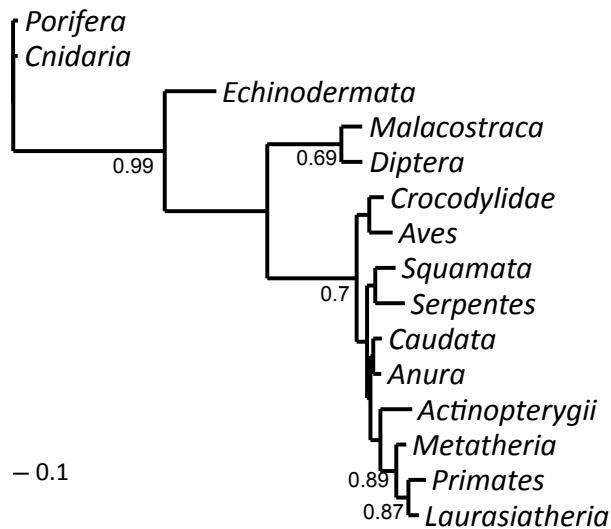 Porifera
Cnidaria
Echinodermata
Malacostraca
0.99
0.69
Diptera
Crocodylidae
Aves
Squamata
0.7
Serpentes
Caudata
Anura
Actinopterygii
Metatheria
0.1
0.89
Primates
0.87
Laurasiatheria